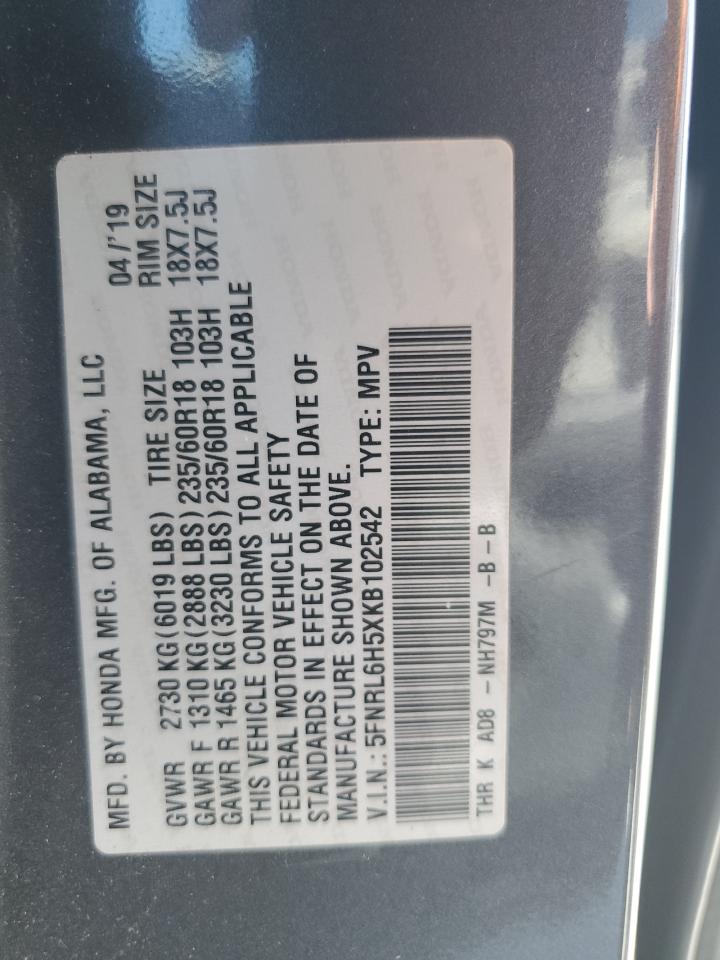 MFD. BY HONDA MFG. OF ALABAMA, LLC 04/'19
GVWR 2730 KG(6019 LBS) TIRE SIZE RIM SIZE
GAWR F 1310 KG(2888 LBS) 235/60R18 103H 18X7.5J
GAWR R 1465 KG(3230 LBS) 235/60R18 103H 18X7.5J
THIS VEHICLE CONFORMS TO ALL APPLICABLE
FEDERAL MOTOR VEHICLE SAFETY
STANDARDS IN EFFECT ON THE DATE OF
MANUFACTURE SHOWN ABOVE.
V.I.N.: 5FNRL6H5XKB102542 TYPE: MPV
THR K AD8 - NH797M -B - B